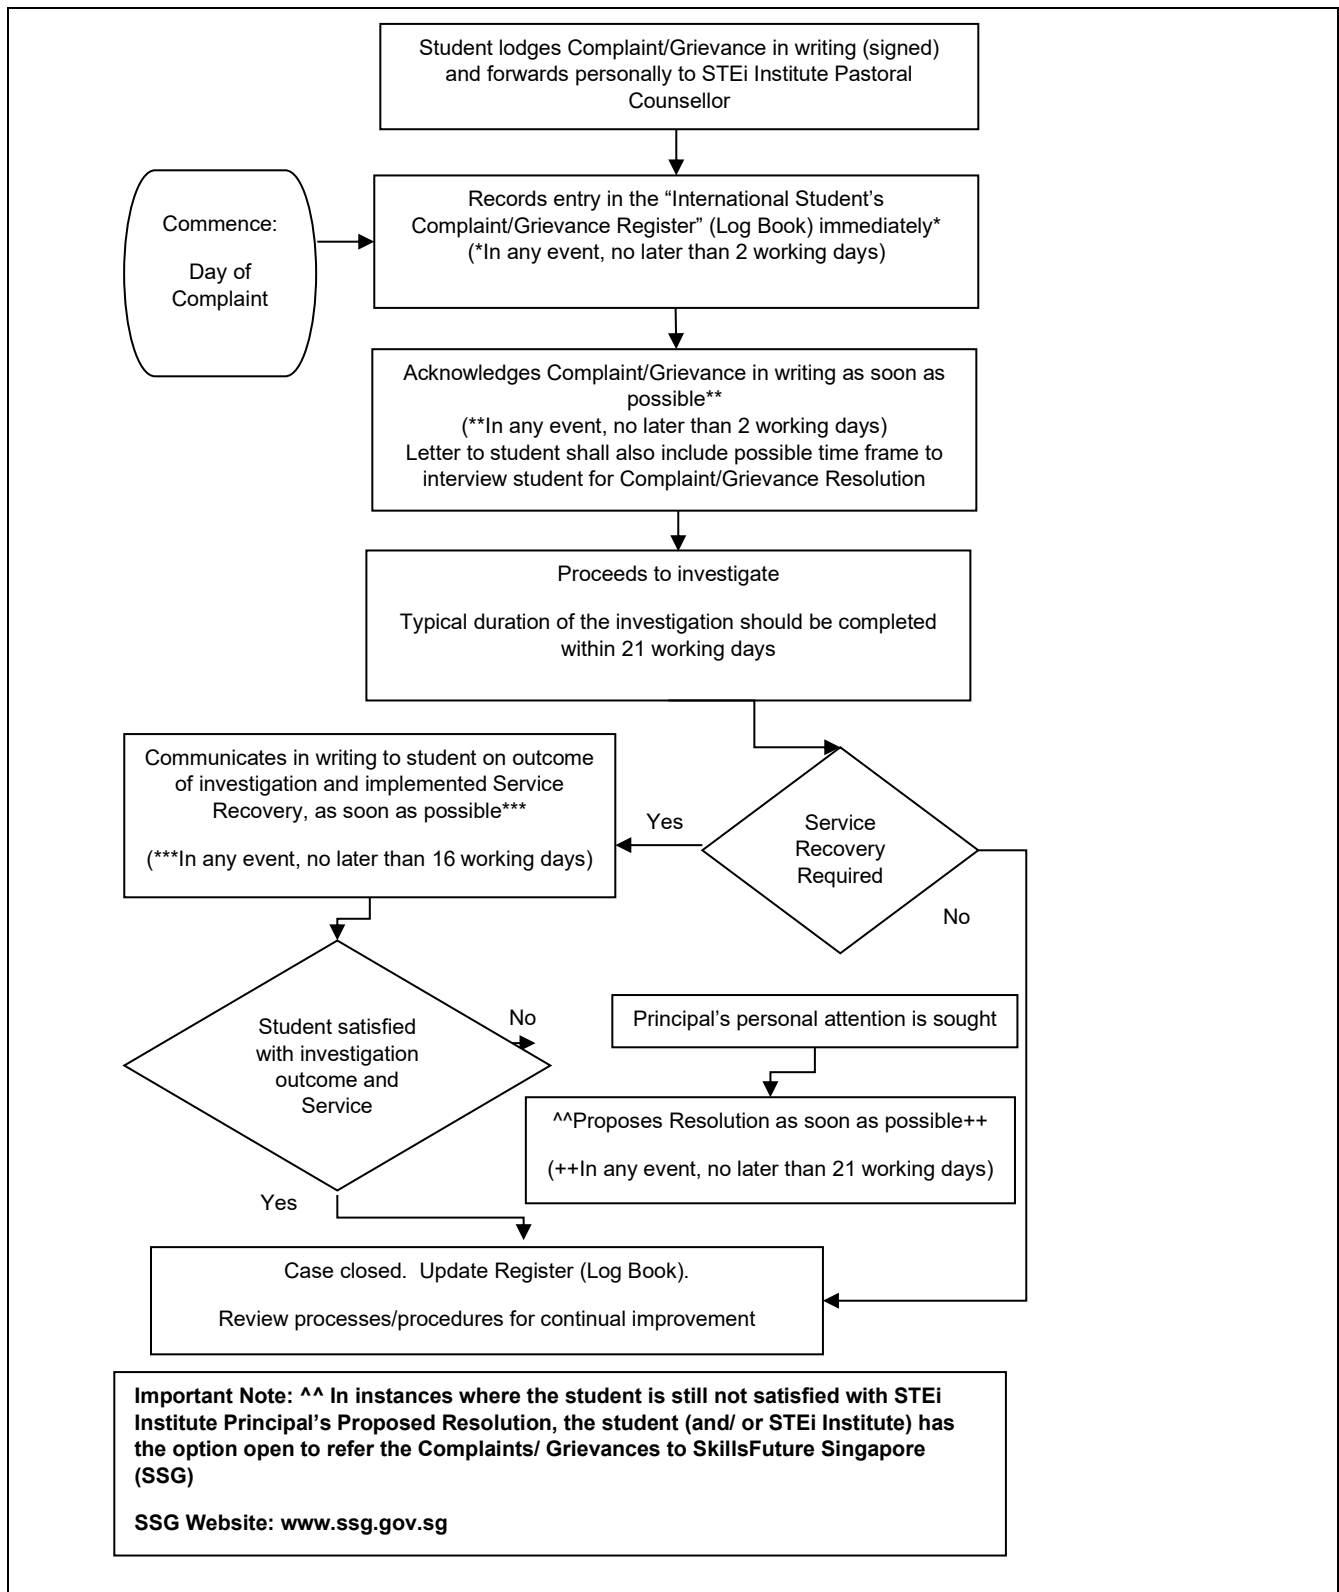 Student lodges Complaint/Grievance in writing (signed)
and forwards personally to STEi Institute Pastoral
Counsellor
Commence:
Day of
Complaint
Records entry in the “International Student’s
Complaint/Grievance Register” (Log Book) immediately*
(*In any event, no later than 2 working days)
Acknowledges Complaint/Grievance in writing as soon as
possible**
(**In any event, no later than 2 working days)
Letter to student shall also include possible time frame to
interview student for Complaint/Grievance Resolution
Proceeds to investigate
Typical duration of the investigation should be completed
within 21 working days
Service
Recovery
Required
Yes
No
Communicates in writing to student on outcome
of investigation and implemented Service
Recovery, as soon as possible***
(***In any event, no later than 16 working days)
Student satisfied
with investigation
outcome and
Service
No
Yes
Principal’s personal attention is sought
^^Proposes Resolution as soon as possible++
(++In any event, no later than 21 working days)
Case closed.  Update Register (Log Book).
Review processes/procedures for continual improvement
Important Note: ^^ In instances where the student is still not satisfied with STEi
Institute Principal’s Proposed Resolution, the student (and/ or STEi Institute) has
the option open to refer the Complaints/ Grievances to SkillsFuture Singapore
(SSG)
SSG Website: www.ssg.gov.sg